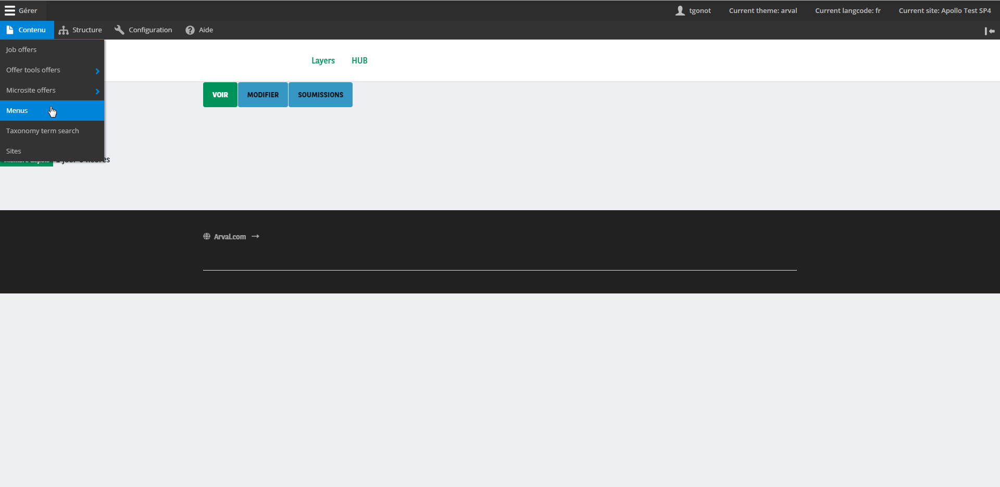 Gérer
tgonot
Current theme: arval
Current langcode: fr
Current site: Apollo Test SP4
Contenu
Structure
Configuration
Aide
Job offers
Offer tools offers
Microsite offers
Menus
Taxonomy term search
Sites
Layers
HUB
VOIR
MODIFIER
SOUMISSIONS
Arval.com